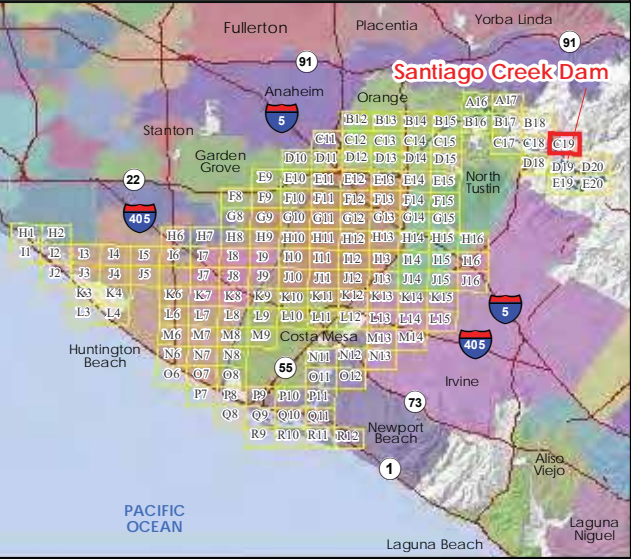 Yorba Linda
Placentia
Fullerton
91
91
Santiago Creek Dam
Anaheim
Orange
5
A16 A17
B12 B13 B14 B15 B16 B17 B18
Stanton
C11 C12 C13 C14 C15 C17 C18 C19
Garden
Grove
D10 D11 D12 D13 D14 D15 D18 D19 D20
North
Tustin
E9 E10 E11 E12 E13 E14 E15 E19 E20
22
F8 F9 F10 F11 F12 F13 F14 F15
405
G8 G9 G10 G11 G12 G13 G14 G15
H1 H2 H6 H7 H8 H9 H10 H11 H12 H13 H14 H15 H16
I1 I2 I3 I4 I5 I6 I7 I8 I9 I10 I11 I12 I13 I14 I15 I16
J2 J3 J4 J5 J7 J8 J9 J10 J11 J12 J13 J14 J15 J16
K3 K4 K6 K7 K8 K9 K10 K11 K12 K13 K14 K15
5
L3 L4 L6 L7 L8 L9 L10 L11 L12 L13 L14 L15
M6 M7 M8 M9 Costa Mesa M13 M14
405
Huntington
Beach
N6 N7 N8 N11 N12 N13
55
O6 O7 O8 O11 O12
Irvine
P7 P8 P9 P10 P11
73
Q8 Q9 Q10 Q11
R9 R10 R11 R12
Newport
Beach
1
Aliso
Viejo
PACIFIC
OCEAN
Laguna
Niguel
Laguna Beach